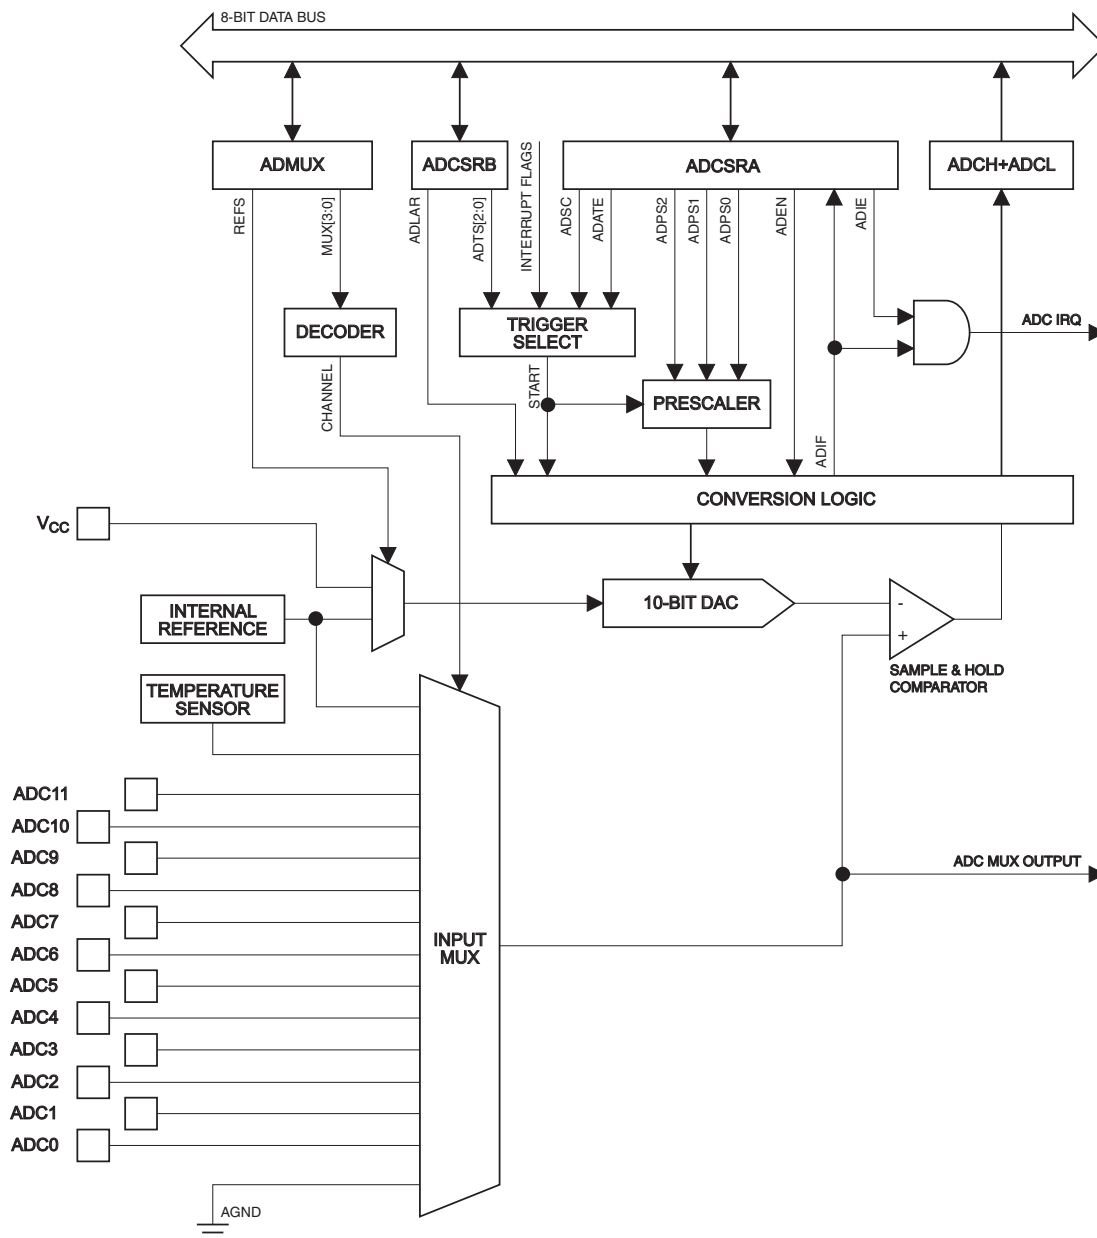 8-BIT DATA BUS
ADMUX
ADCSRB
INTERRUPT FLAGS
ADCSRA
ADCH+ADCL
REFS
MUX[3:0]
ADLAR
ADTS[2:0]
ADSC
ADATE
ADPS2
ADPS1
ADPS0
ADEN
ADIE
DECODER
TRIGGER
SELECT
ADC IRQ
CHANNEL
START
PRESCALER
ADIF
CONVERSION LOGIC
VCC
INTERNAL
REFERENCE
10-BIT DAC
-
+
SAMPLE & HOLD
COMPARATOR
TEMPERATURE
SENSOR
ADC11
ADC10
ADC9
ADC8
ADC7
ADC6
ADC5
ADC4
ADC3
ADC2
ADC1
ADC0
INPUT
MUX
ADC MUX OUTPUT
AGND